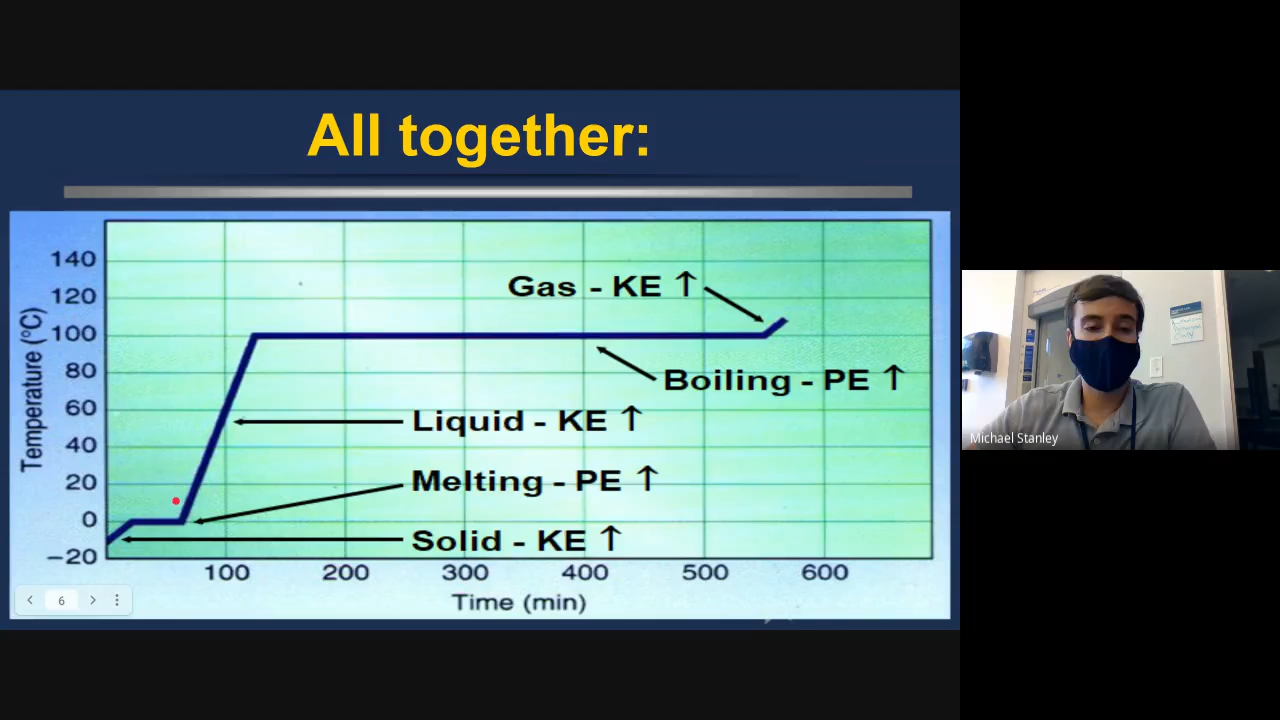 All together:
140
120
100
80
60
40
20
0
−20
Temperature (°C)
Gas - KE ↑
Boiling - PE ↑
Liquid - KE ↑
Melting - PE ↑
Solid - KE ↑
100 200 300 400 500 600
Time (min)
6
Michael Stanley